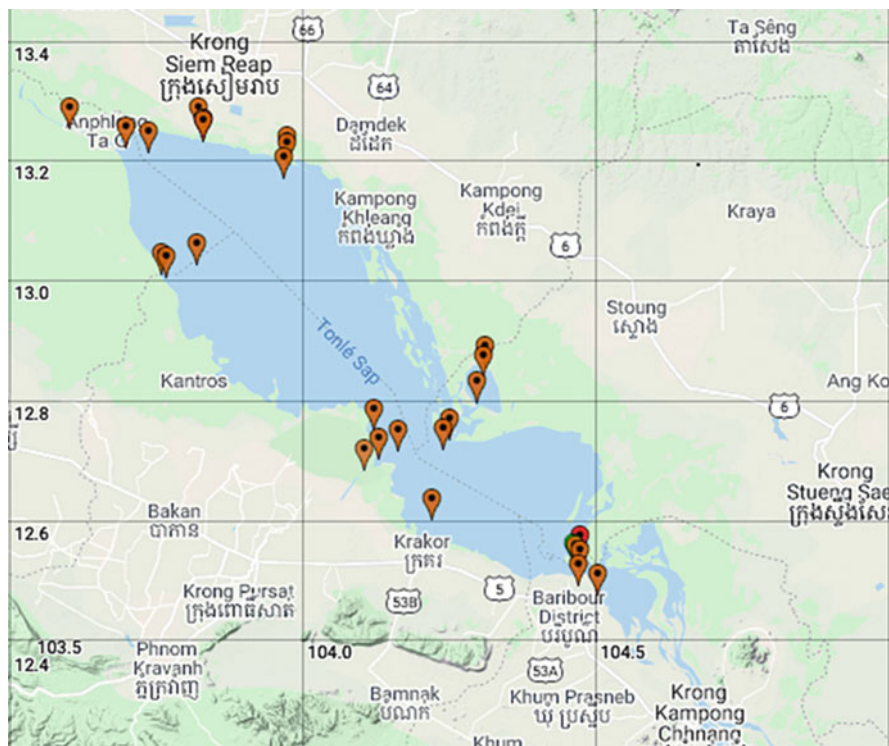 66
Ta Sêng
តាសែង
13.4
Krong
Siem Reap
ក្រុងសៀមរាប
64
Damdek
ដំដែក
Ta
13.2
Kampong
Kdei
កំពង់ក្ដី
Kampong
Khleang
កំពង់ឃ្លាំង
Kraya
6
13.0
Stoung
ស្ទោង
Tonlé Sap
Kantros
Ang Ko
12.8
6
Krong
Stueng Sae
Bakan
បាកាន
12.6
Krakor
ក្រគរ
Krong Pursat
ក្រុងពោធិ៍សាត់
5
53B
Baribour
District
បរិបូណ៌
103.5
104.0
104.5
12.4
Phnom
Kravanh
ភ្នំក្រវាញ
53A
Bamnak
បំណក
Khum Prasneb
ឃុំ ប្រស្នឹប
Krong
Kampong
Chhnang
Khum